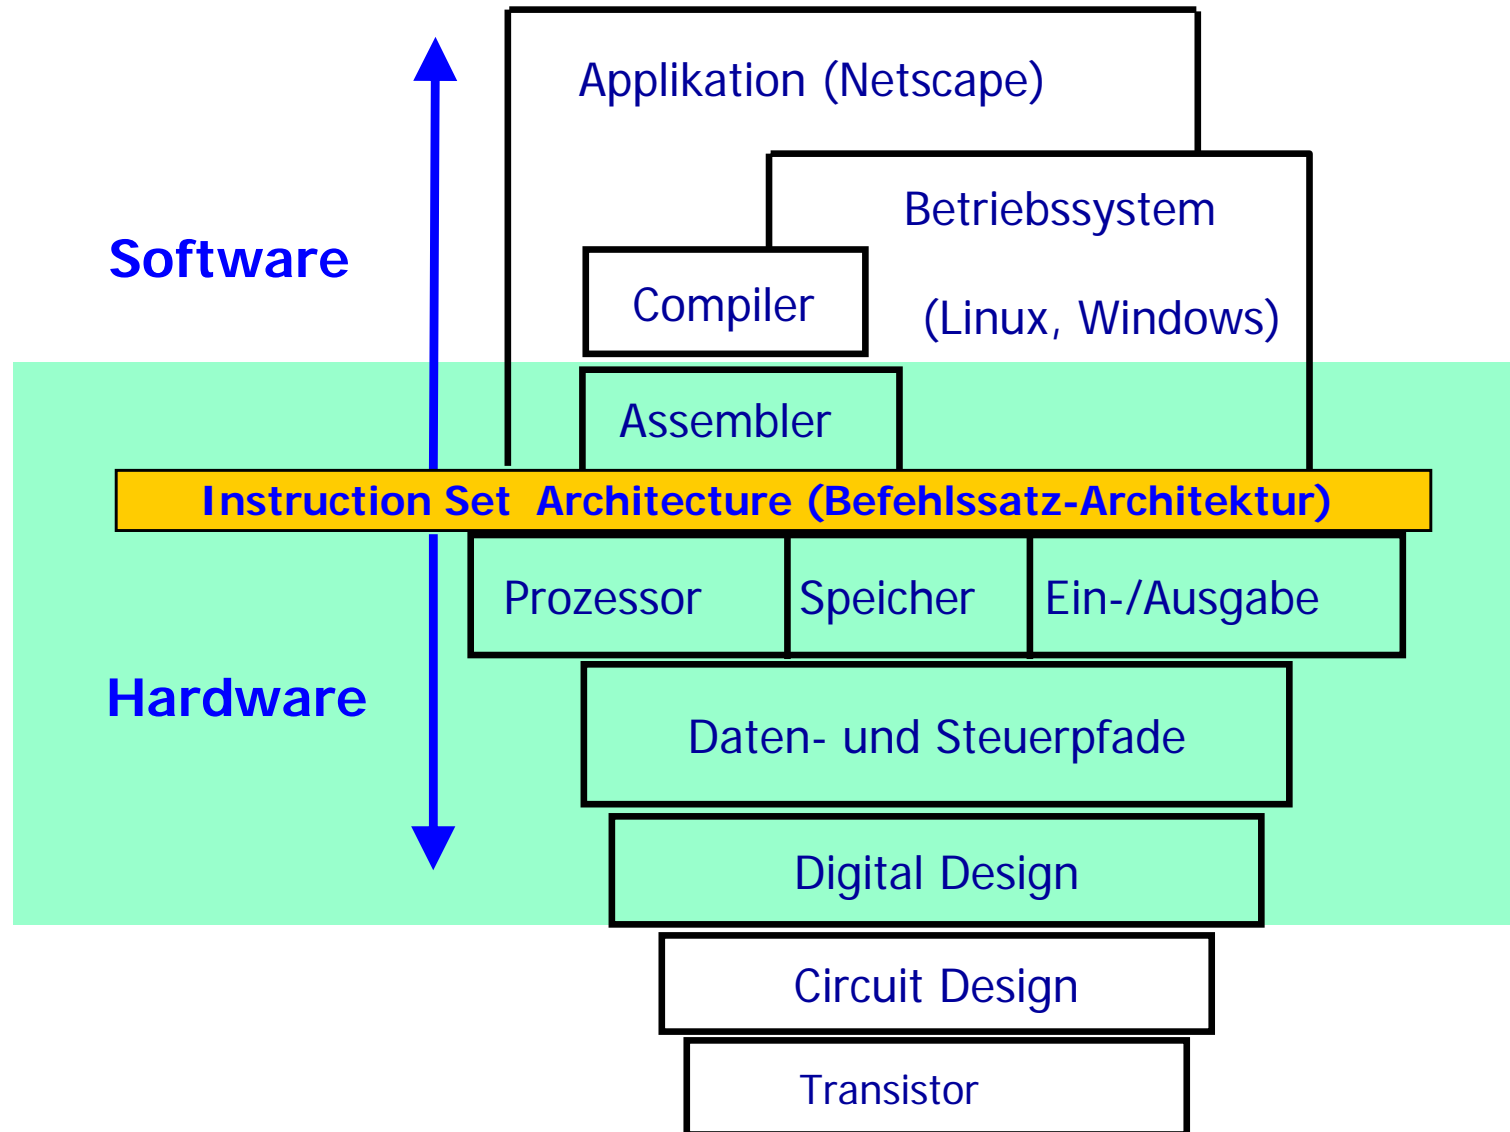 Applikation (Netscape)
Betriebssystem
Software
Compiler
(Linux, Windows)
Assembler
Instruction Set Architecture (Befehlssatz-Architektur)
Prozessor
Speicher
Ein-/Ausgabe
Hardware
Daten- und Steuerpfade
Digital Design
Circuit Design
Transistor